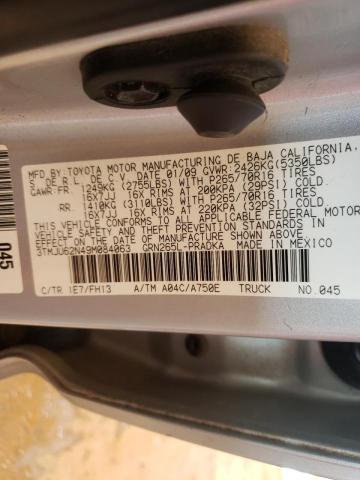 MFD.BY:TOYOTA MOTOR MANUFACTURING DE BAJA CALIFORNIA,
S. DE R.L. DE C.V. DATE 01/09 GVWR:2426KG(5350LBS)
GAWR:FR. 1249KG (2755LBS) WITH P265/70R16 TIRES
16X7JJ 16X RIMS AT 200KPA (29PSI) COLD
RR. 1410KG (3110LBS) WITH P265/70R16 TIRES
16X7JJ 16X RIMS AT 220KPA (32PSI) COLD
THIS VEHICLE CONFORMS TO ALL APPLICABLE FEDERAL MOTOR
VEHICLE SAFETY STANDARDS IN EFFECT ON THE
DATE OF MANUFACTURE SHOWN ABOVE
3TMJU62N49M084063 GRN265L-PRADKA MADE IN MEXICO
C/TR 1E7/FH13 A/TM A04C/A750E TRUCK NO.045
045